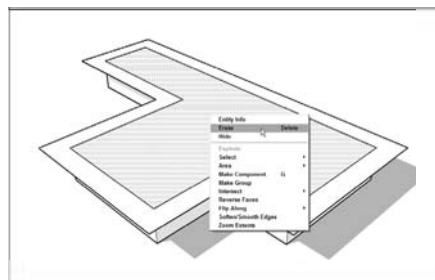 Entity Info
Erase Delete
Hide
Explode
Select
Area
Make Component G
Make Group
Intersect
Reverse Faces
Flip Along
Soften/Smooth Edges
Zoom Extents